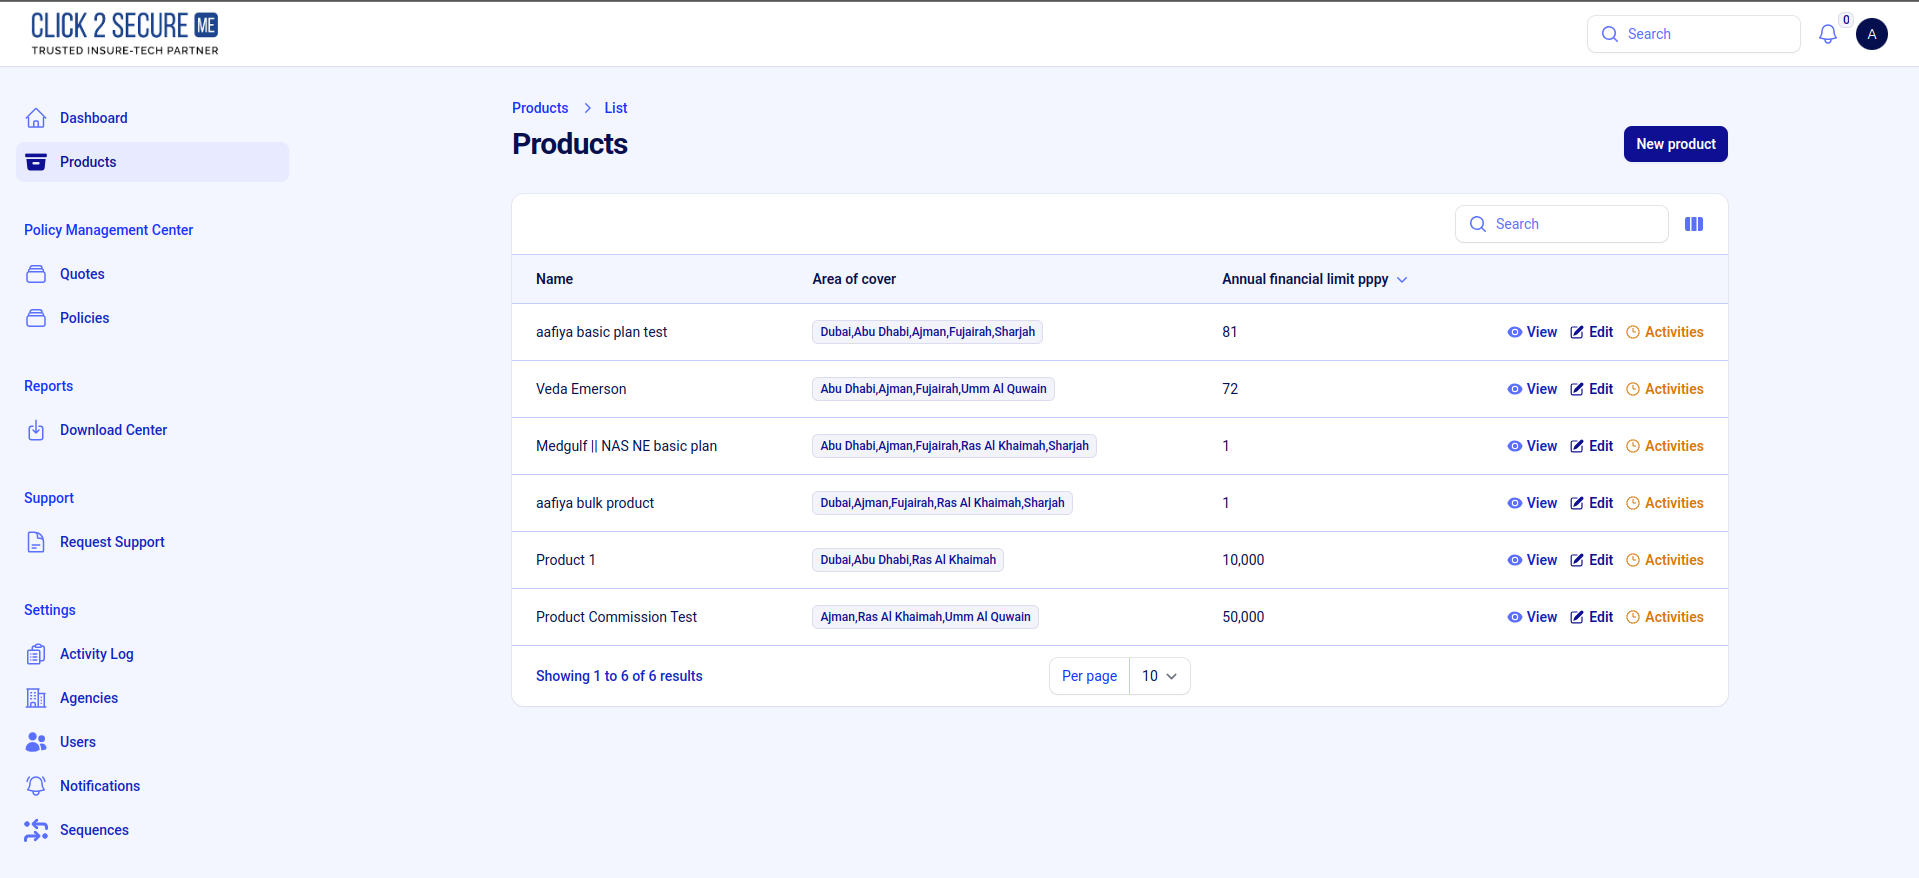 CLICK 2 SECURE ME
TRUSTED INSURE-TECH PARTNER
Search
0
A
Dashboard
Products
Policy Management Center
Quotes
Policies
Reports
Download Center
Support
Request Support
Settings
Activity Log
Agencies
Users
Notifications
Sequences
Products > List
Products
New product
Search
Name Area of cover Annual financial limit pppy
aafiya basic plan test Dubai,Abu Dhabi,Ajman,Fujairah,Sharjah 81 View Edit Activities
Veda Emerson Abu Dhabi,Ajman,Fujairah,Umm Al Quwain 72 View Edit Activities
Medgulf || NAS NE basic plan Abu Dhabi,Ajman,Fujairah,Ras Al Khaimah,Sharjah 1 View Edit Activities
aafiya bulk product Dubai,Ajman,Fujairah,Ras Al Khaimah,Sharjah 1 View Edit Activities
Product 1 Dubai,Abu Dhabi,Ras Al Khaimah 10,000 View Edit Activities
Product Commission Test Ajman,Ras Al Khaimah,Umm Al Quwain 50,000 View Edit Activities
Showing 1 to 6 of 6 results Per page 10